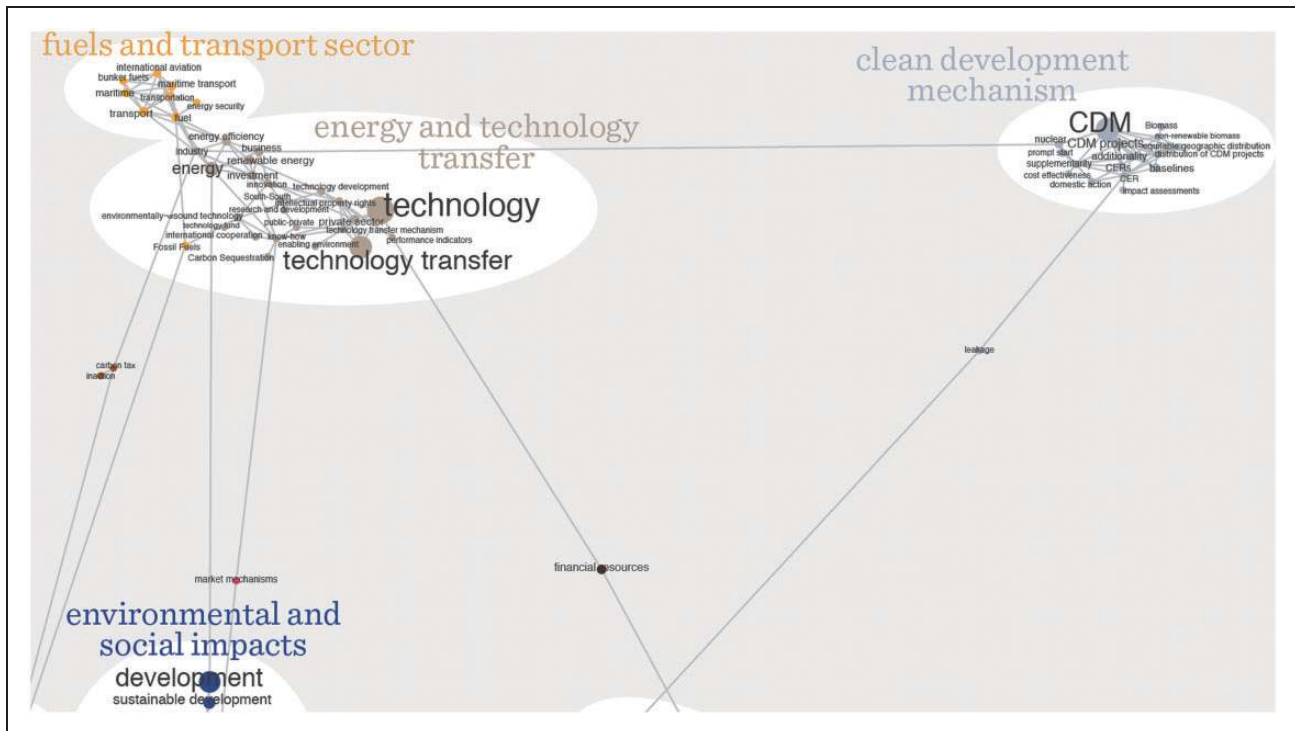 fuels and transport sector
international aviation
bunker fuels
maritime transport
maritime
transportation
energy security
transport
fuel
clean development
mechanism
CDM
Biomass
nuclear
non-renewable biomass
CDM projects
equitable geographic distribution
prompt start
additionality
distribution of CDM projects
supplementarity
CERs
baselines
cost effectiveness
CER
domestic action
impact assessments
energy and technology
transfer
energy efficiency
business
industry
renewable energy
energy
investment
innovation
technology development
South-South
intellectual property rights
technology
research and development
environmentally-sound technology
public-private
private sector
technology fund
technology transfer mechanism
international cooperation
know-how
performance indicators
Fossil Fuels
enabling environment
Carbon Sequestration
technology transfer
leakage
carbon tax
inaction
financial resources
market mechanisms
environmental and
social impacts
development
sustainable development